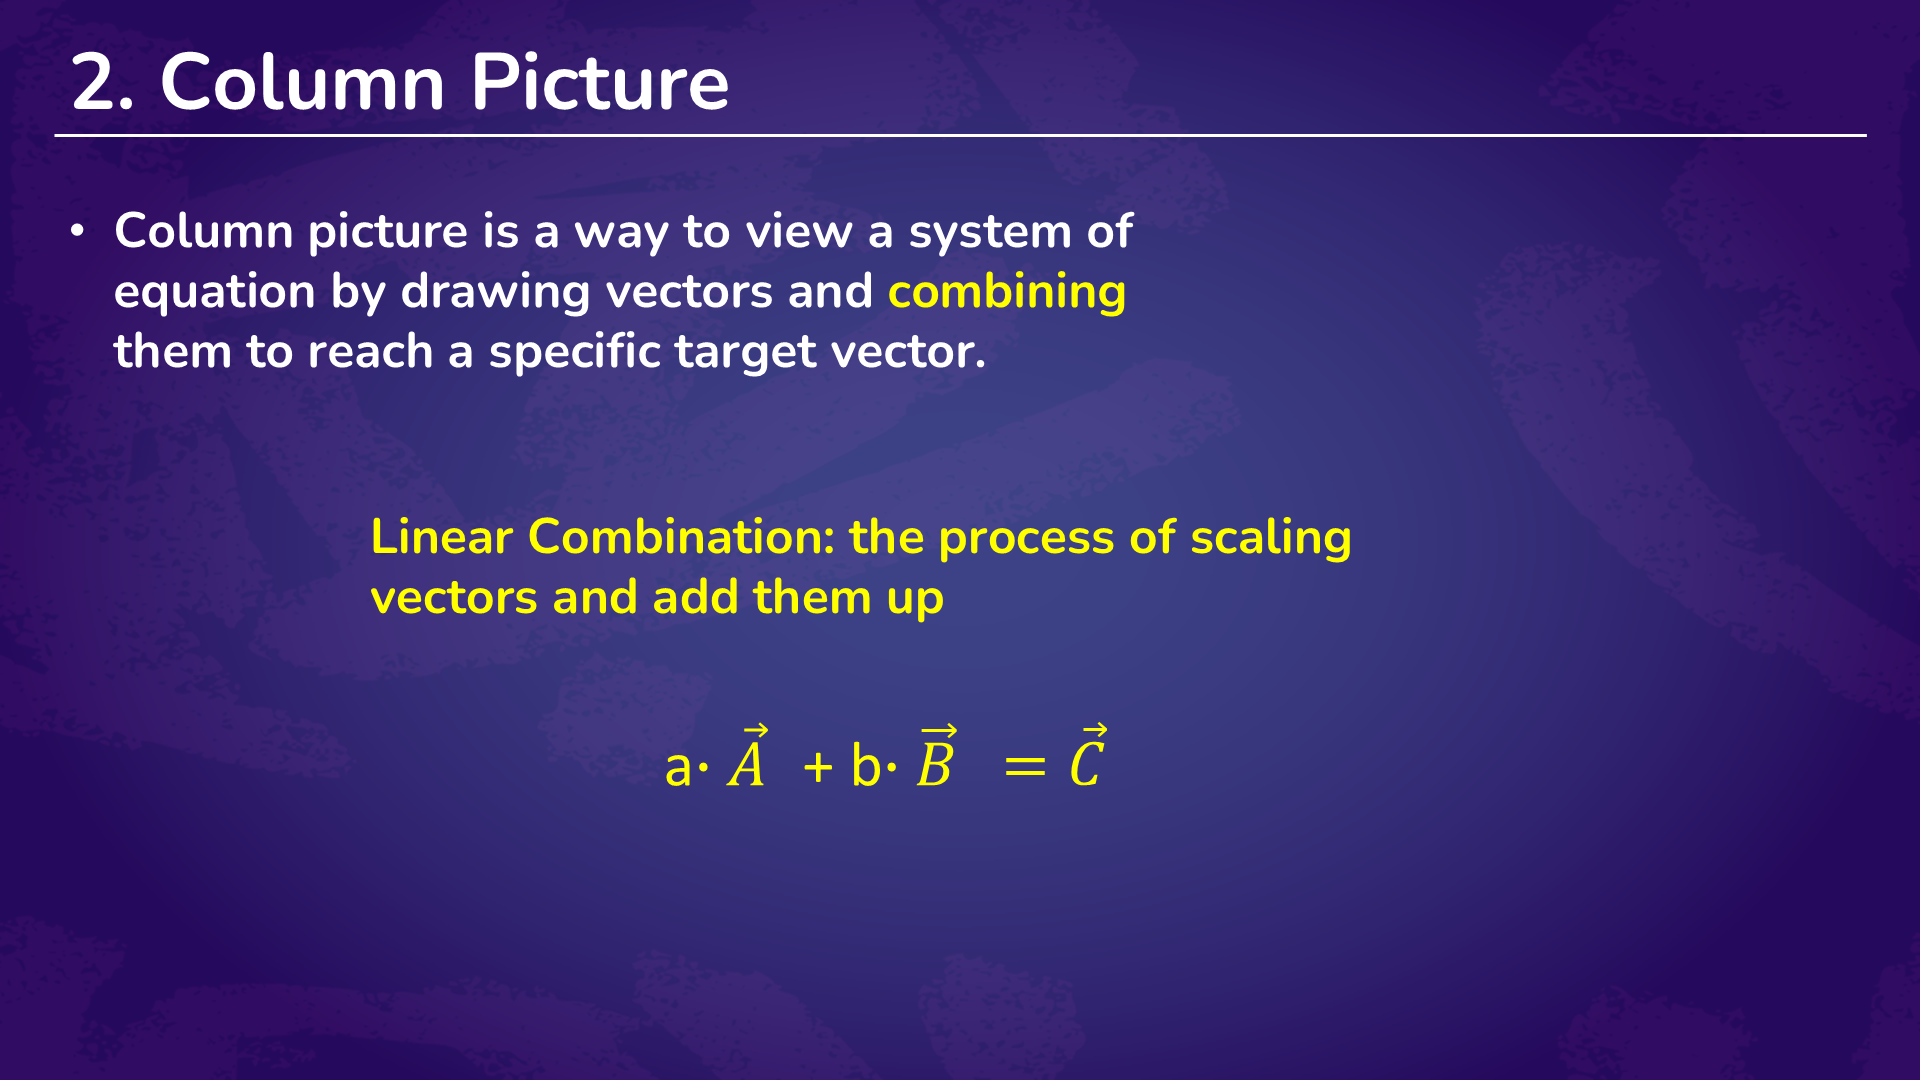 2. Column Picture
• Column picture is a way to view a system of
equation by drawing vectors and combining
them to reach a specific target vector.
Linear Combination: the process of scaling
vectors and add them up
a· A⃗ + b· B⃗ = C⃗